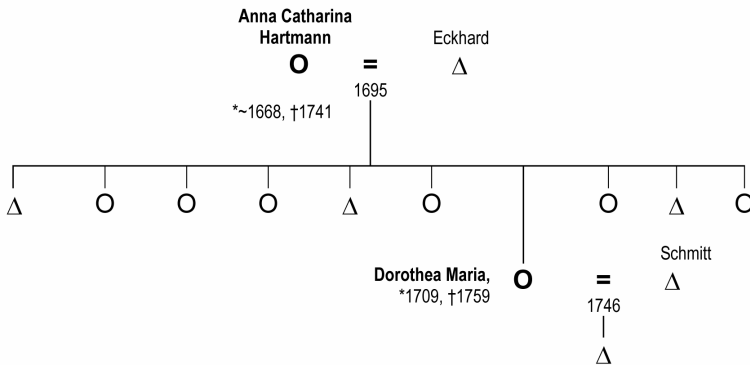 Anna Catharina
Hartmann
Eckhard
O = Δ
1695
*~1668, †1741
Δ O O O Δ O O Δ O
Schmitt
Dorothea Maria, O = Δ
*1709, †1759
1746
Δ